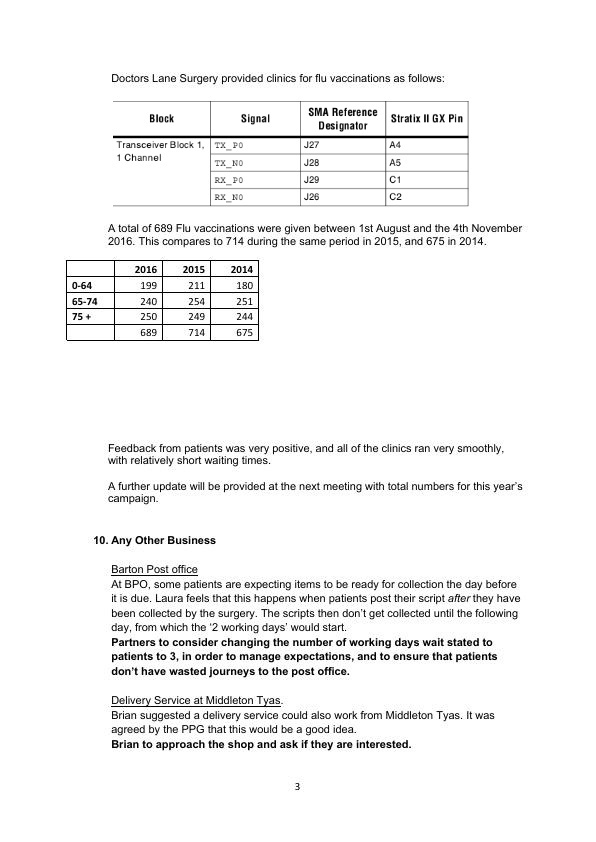 Doctors Lane Surgery provided clinics for flu vaccinations as follows:
Block Signal SMA Reference Designator Stratix II GX Pin
Transceiver Block 1, 1 Channel TX_P0 J27 A4
TX_N0 J28 A5
RX_P0 J29 C1
RX_N0 J26 C2
A total of 689 Flu vaccinations were given between 1st August and the 4th November
2016. This compares to 714 during the same period in 2015, and 675 in 2014.
2016 2015 2014
0-64 199 211 180
65-74 240 254 251
75 + 250 249 244
689 714 675
Feedback from patients was very positive, and all of the clinics ran very smoothly,
with relatively short waiting times.
A further update will be provided at the next meeting with total numbers for this year's
campaign.
10. Any Other Business
Barton Post office
At BPO, some patients are expecting items to be ready for collection the day before
it is due. Laura feels that this happens when patients post their script after they have
been collected by the surgery. The scripts then don't get collected until the following
day, from which the '2 working days' would start.
Partners to consider changing the number of working days wait stated to
patients to 3, in order to manage expectations, and to ensure that patients
don't have wasted journeys to the post office.
Delivery Service at Middleton Tyas.
Brian suggested a delivery service could also work from Middleton Tyas. It was
agreed by the PPG that this would be a good idea.
Brian to approach the shop and ask if they are interested.
3